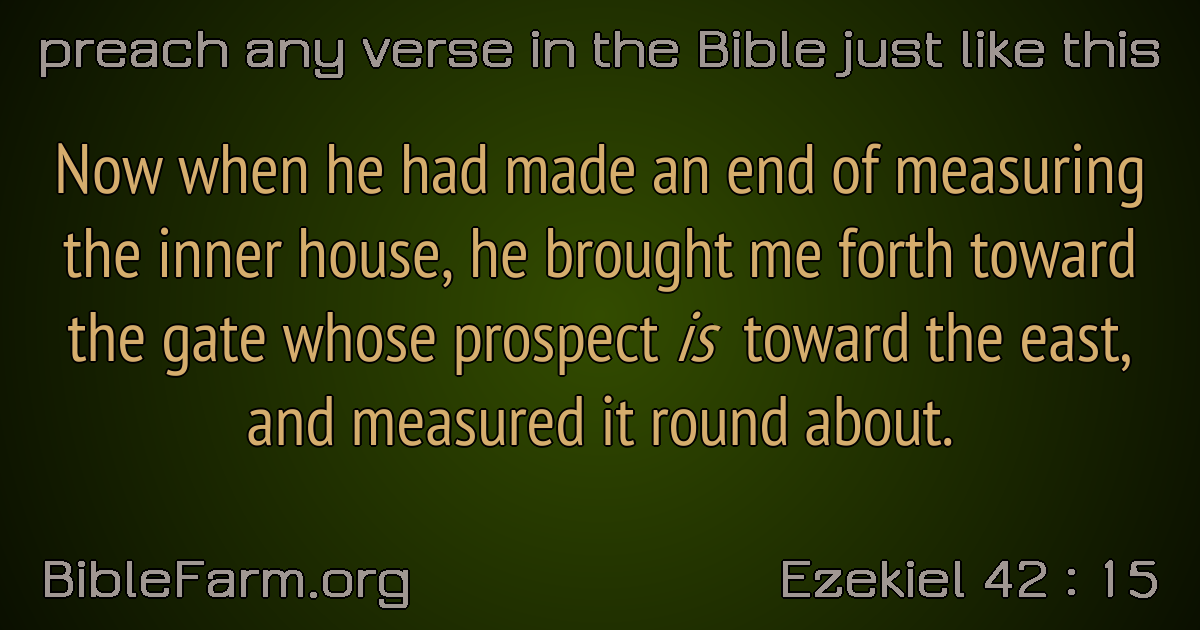 preach any verse in the Bible just like this
Now when he had made an end of measuring
the inner house, he brought me forth toward
the gate whose prospect is toward the east,
and measured it round about.
BibleFarm.org
Ezekiel 42 : 15